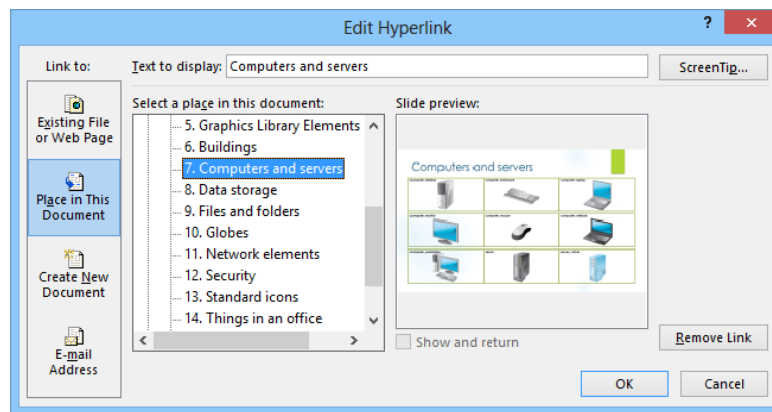 Edit Hyperlink
?
Link to:
Text to display:
Computers and servers
ScreenTip...
Existing File
or Web Page
Place in This
Document
Create New
Document
E-mail
Address
Select a place in this document:
5. Graphics Library Elements
6. Buildings
7. Computers and servers
8. Data storage
9. Files and folders
10. Globes
11. Network elements
12. Security
13. Standard icons
14. Things in an office
Slide preview:
Computers and servers
Show and return
Remove Link
OK
Cancel